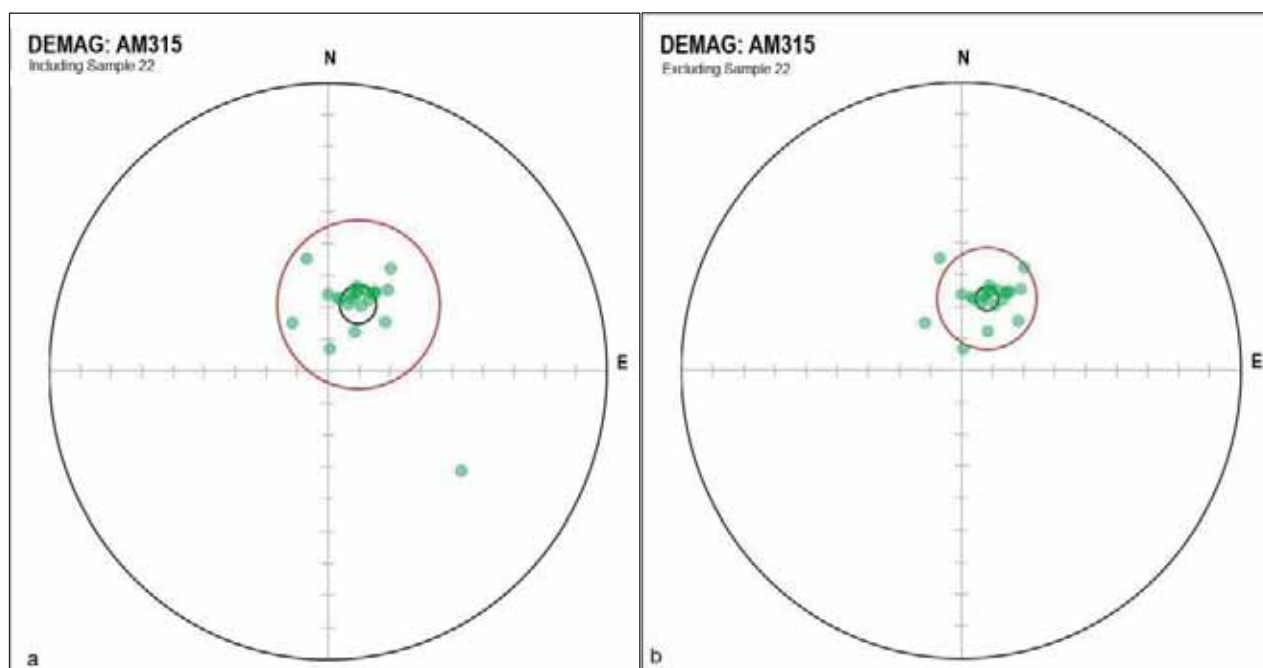 DEMAG: AM315
Including Sample 22
N
E
a
DEMAG: AM315
Excluding Sample 22
N
E
b